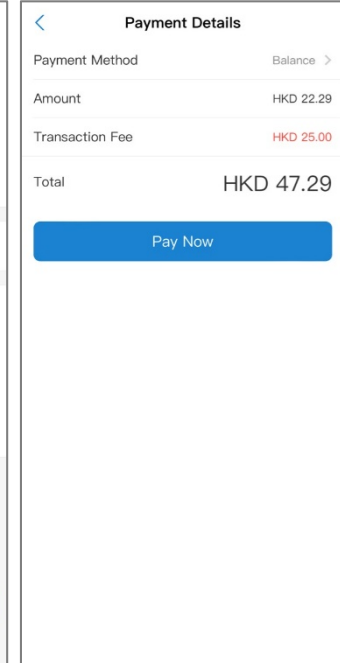 Payment Details
Payment Method Balance
Amount HKD 22.29
Transaction Fee HKD 25.00
Total HKD 47.29
Pay Now